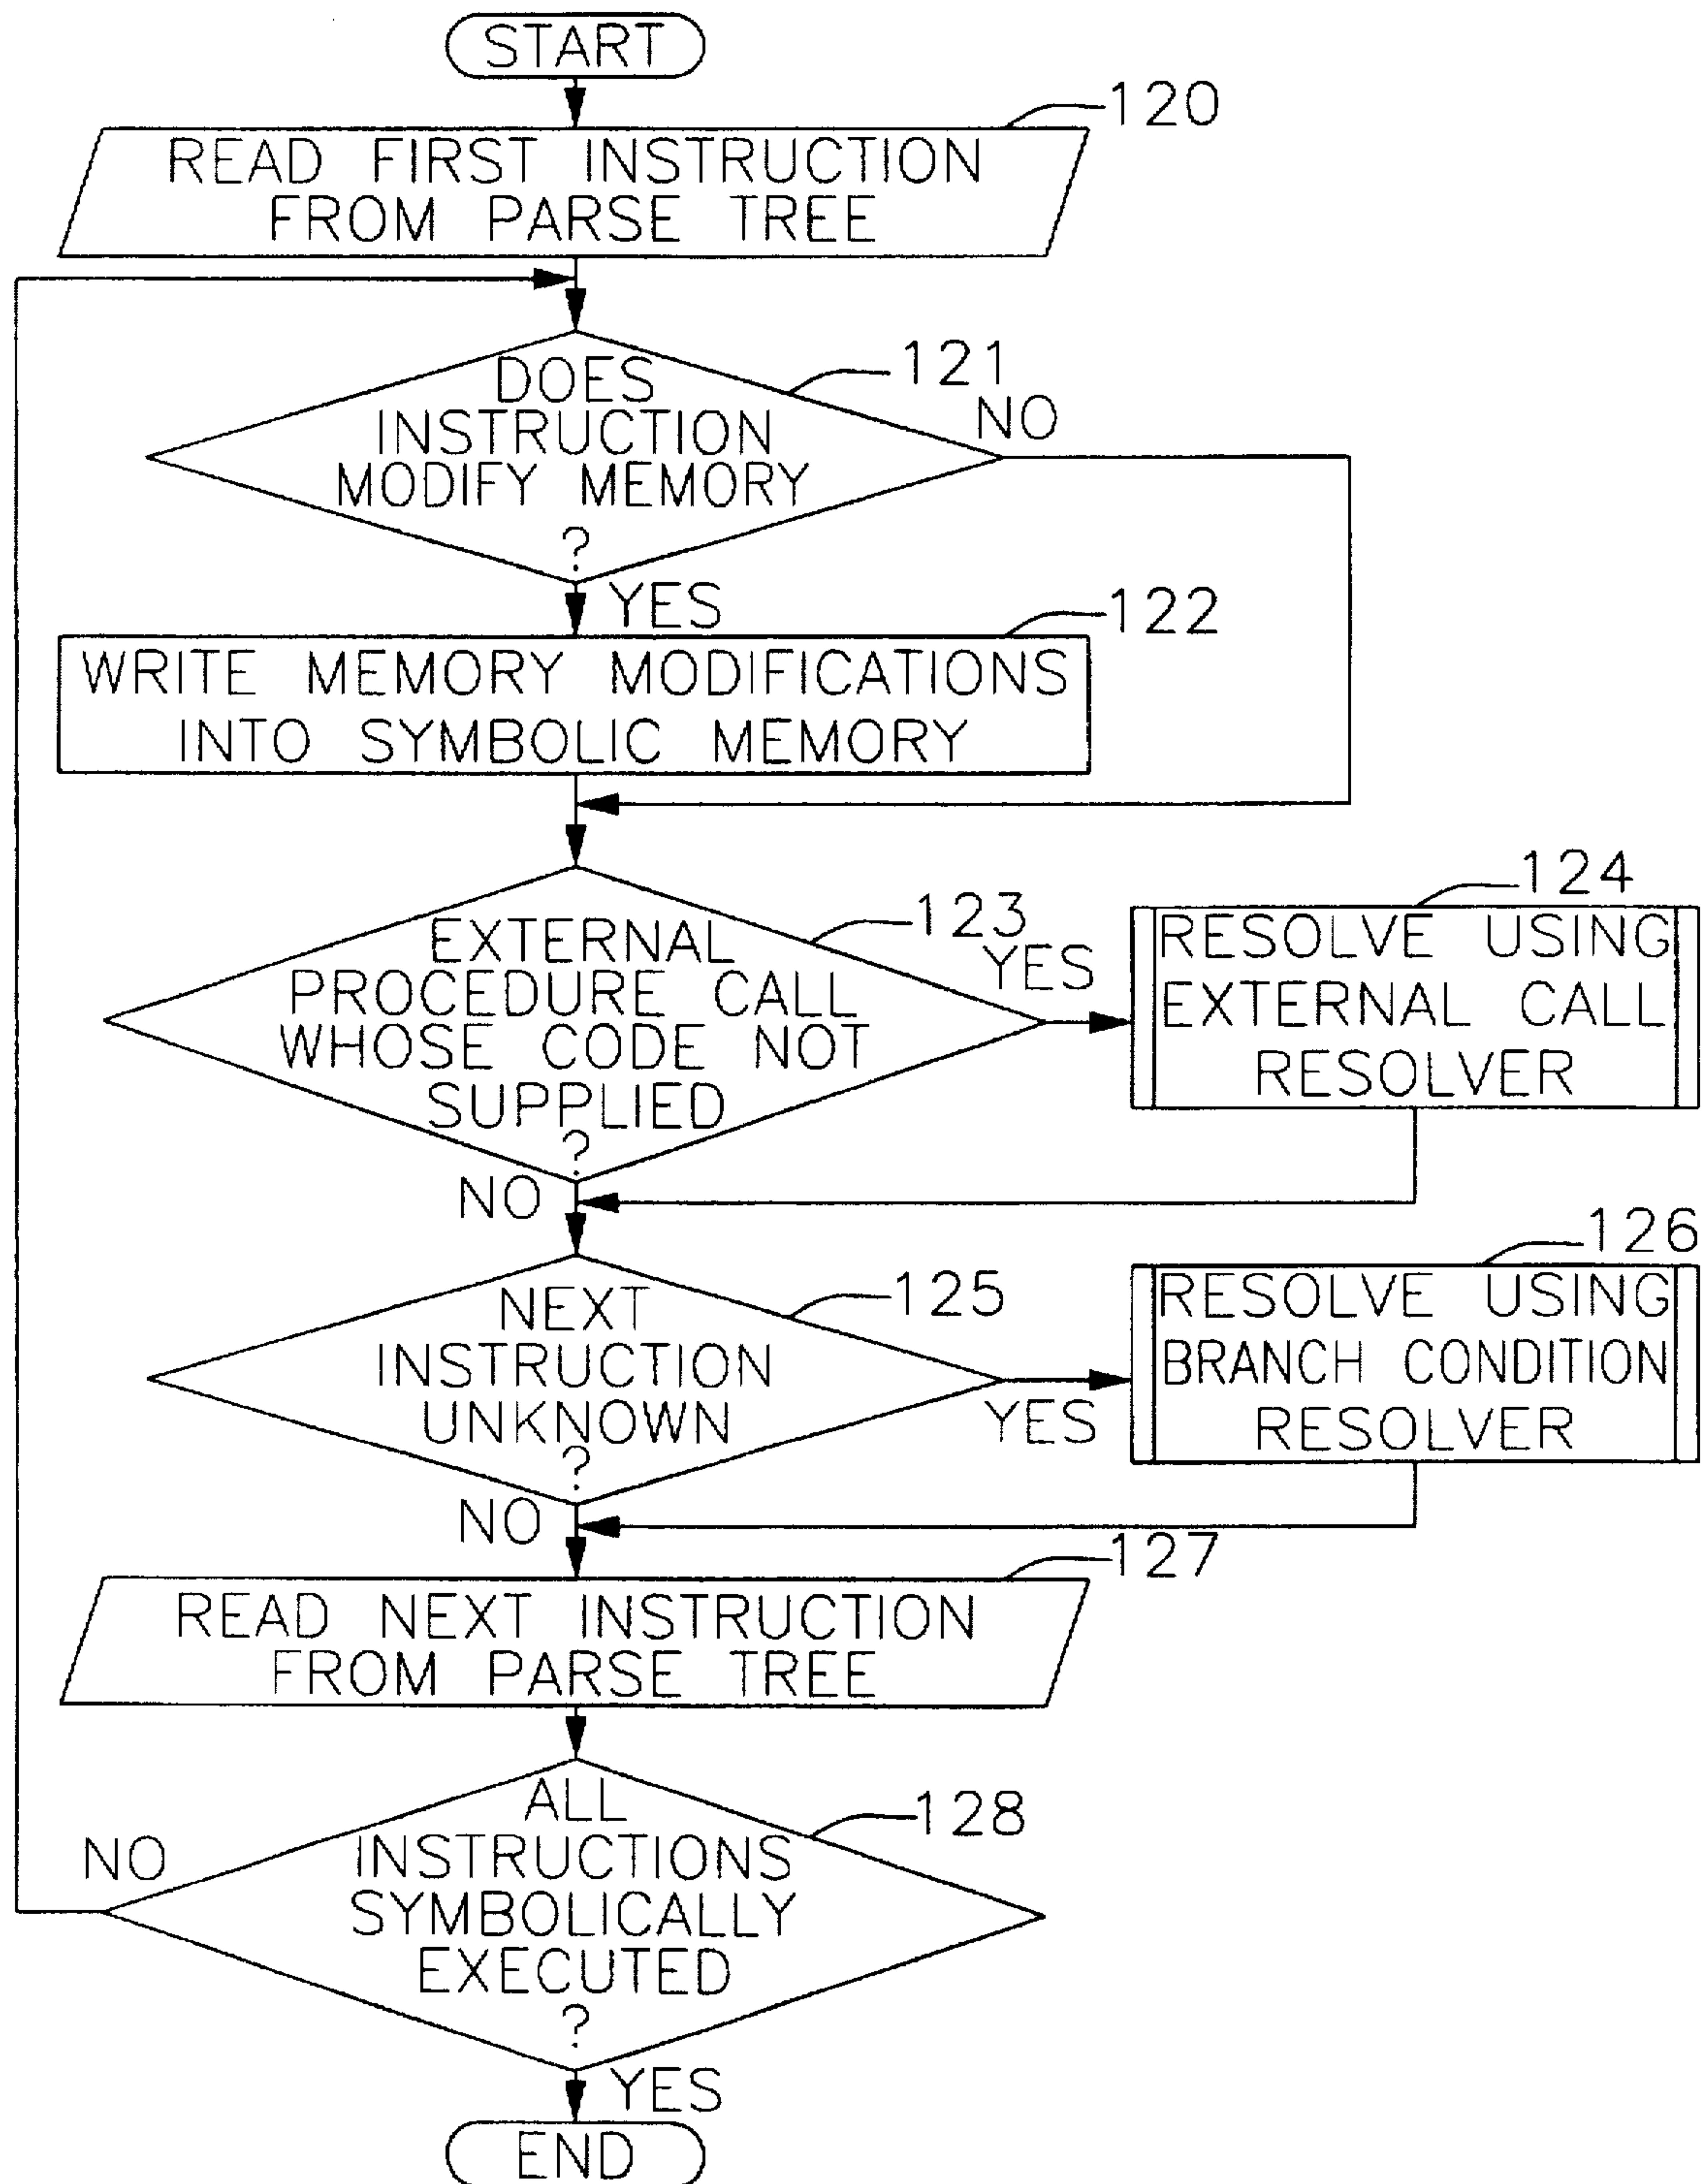 START
120
READ FIRST INSTRUCTION
FROM PARSE TREE
121
DOES
INSTRUCTION
MODIFY MEMORY
?
NO
YES
122
WRITE MEMORY MODIFICATIONS
INTO SYMBOLIC MEMORY
123
EXTERNAL
PROCEDURE CALL
WHOSE CODE NOT
SUPPLIED
?
YES
124
RESOLVE USING
EXTERNAL CALL
RESOLVER
NO
125
NEXT
INSTRUCTION
UNKNOWN
?
YES
126
RESOLVE USING
BRANCH CONDITION
RESOLVER
NO
127
READ NEXT INSTRUCTION
FROM PARSE TREE
128
ALL
INSTRUCTIONS
SYMBOLICALLY
EXECUTED
?
NO
YES
END